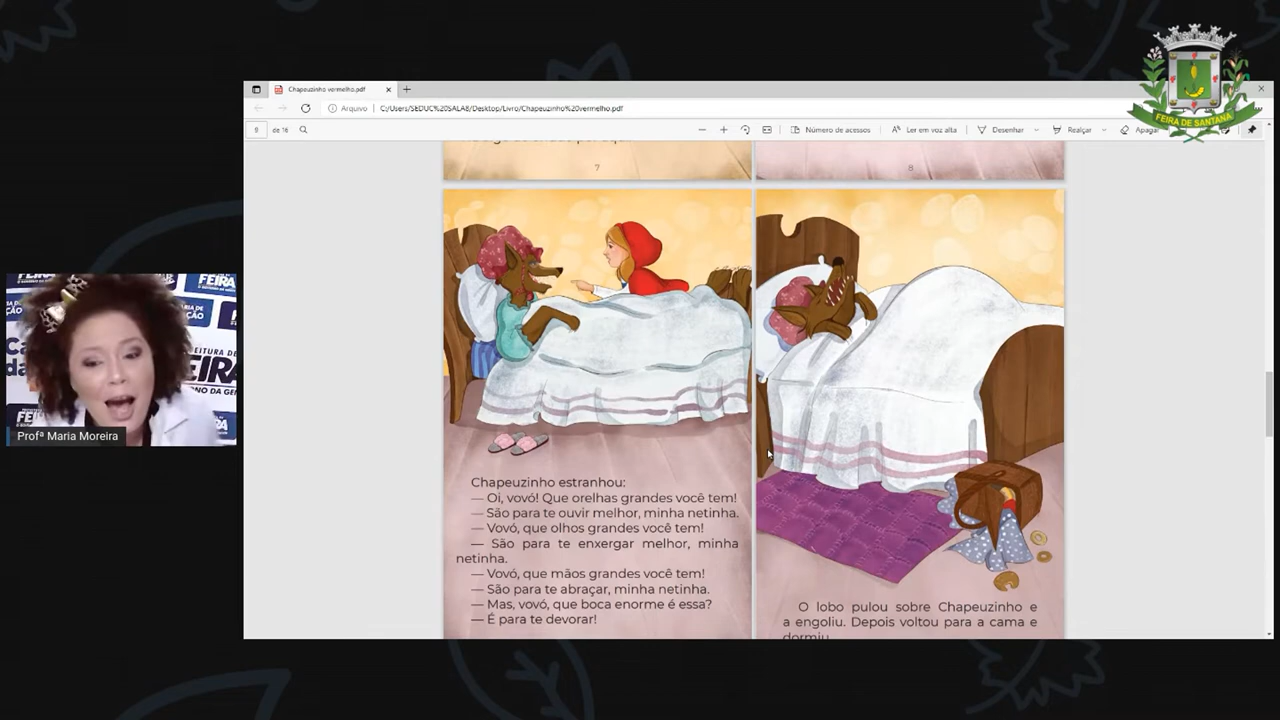 FEIRA DE SANTANA
Chapeuzinho vermelho.pdf
Arquivo
C:/Users/SEDUC%20SALA8/Desktop/Livro/Chapeuzinho%20vermelho.pdf
9 de 16
Número de acessos
Ler em voz alta
Desenhar
Realçar
Apagar
7
8
Chapeuzinho estranhou:
— Oi, vovó! Que orelhas grandes você tem!
— São para te ouvir melhor, minha netinha.
— Vovó, que olhos grandes você tem!
— São para te enxergar melhor, minha
netinha.
— Vovó, que mãos grandes você tem!
— São para te abraçar, minha netinha.
— Mas, vovó, que boca enorme é essa?
— É para te devorar!
O lobo pulou sobre Chapeuzinho e
a engoliu. Depois voltou para a cama e
dormiu
FEIRA
Profª Maria Moreira